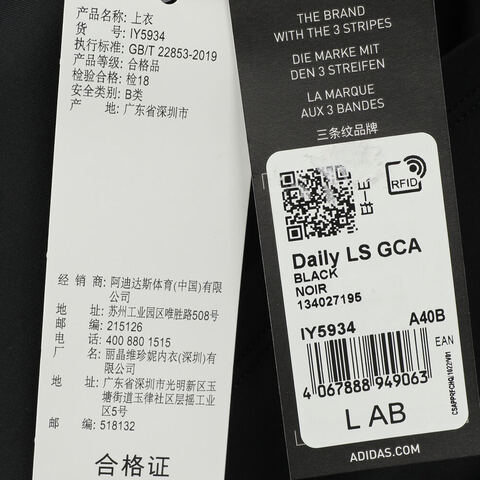 产品名称: 上衣
货 号: IY5934
执行标准: GB/T 22853-2019
产品等级: 合格品
检验合格: 检18
安全类别: B类
产 地: 广东省深圳市
经 销 商: 阿迪达斯体育(中国)有限
公司
地 址: 苏州工业园区唯胜路508号
邮 编: 215126
电 话: 400 880 1515
厂 名: 丽晶维珍妮内衣(深圳)有
限公司
地 址: 广东省深圳市光明新区玉
塘街道玉律社区层摇工业
区5号
邮 编: 518132
合格证
THE BRAND
WITH THE 3 STRIPES
DIE MARKE MIT
DEN 3 STREIFEN
LA MARQUE
AUX 3 BANDES
三条纹品牌
RFID
Daily LS GCA
BLACK
NOIR
134027195
IY5934 A40B
EAN
4 067888 949063
L AB
ADIDAS.COM